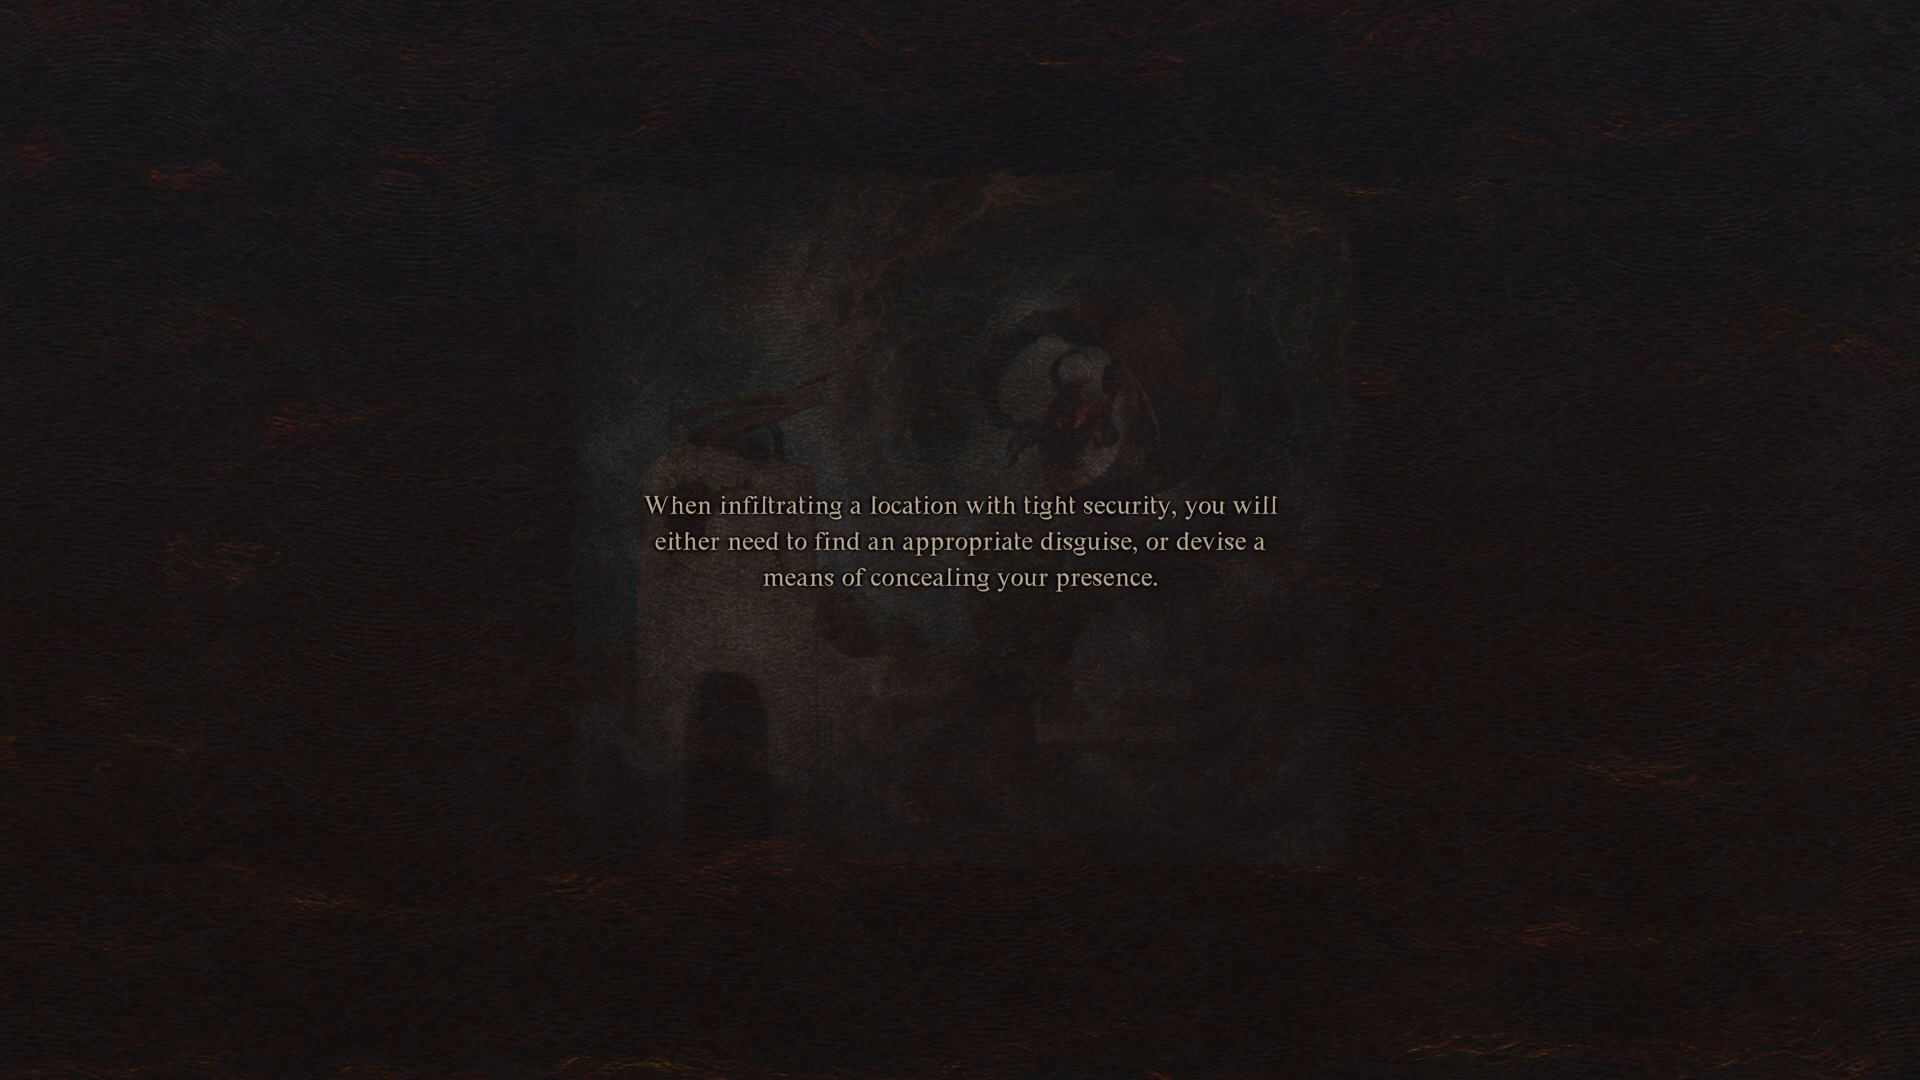 When infiltrating a location with tight security, you will
either need to find an appropriate disguise, or devise a
means of concealing your presence.